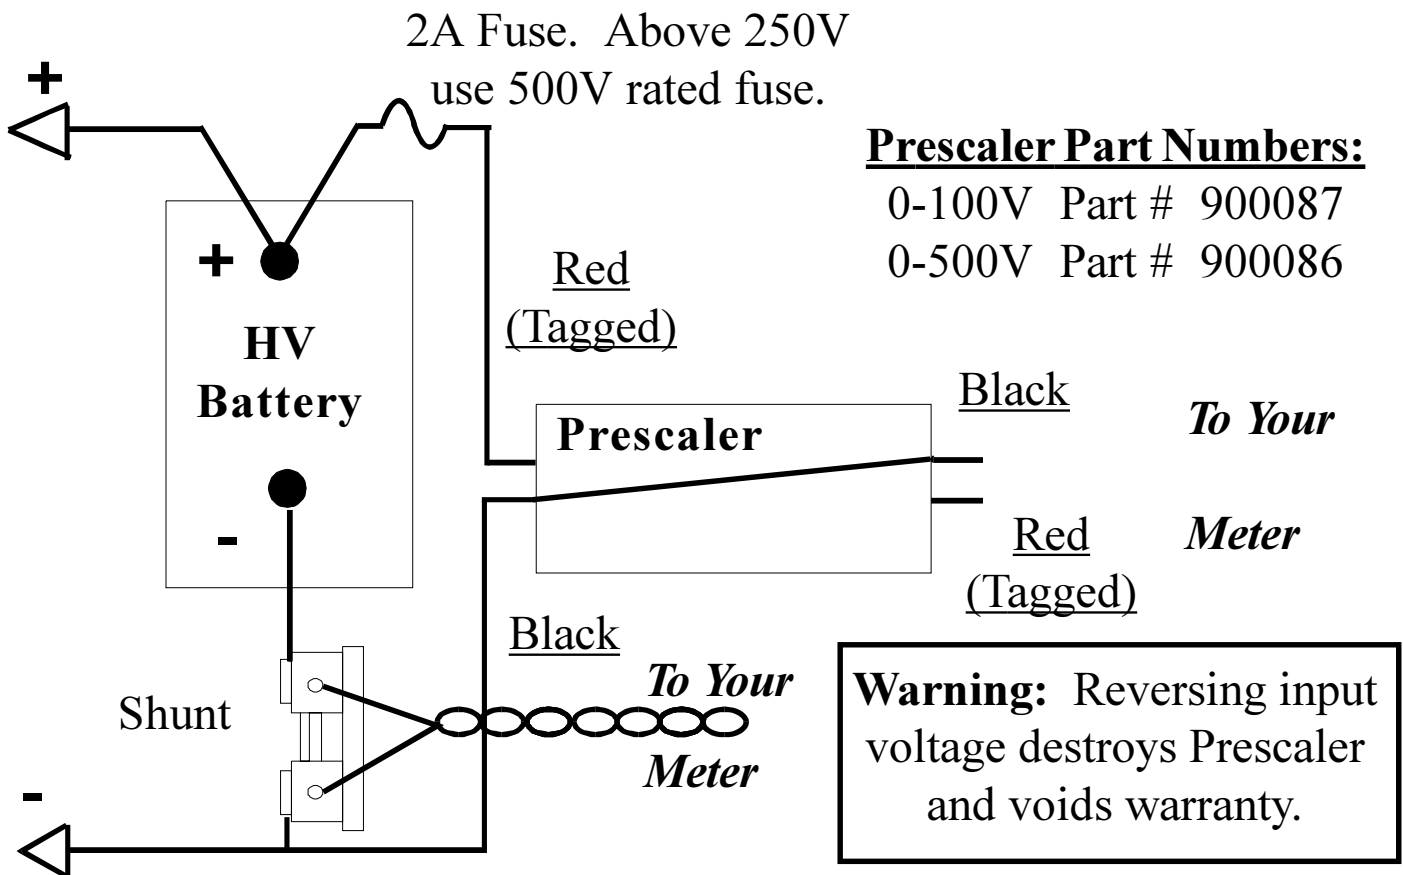 2A Fuse. Above 250V
use 500V rated fuse.
+
Prescaler Part Numbers:
0-100V Part # 900087
0-500V Part # 900086
+
HV
Battery
-
Red
(Tagged)
Prescaler
Black
To Your
Meter
Red
(Tagged)
Black
To Your
Meter
Shunt
-
Warning: Reversing input
voltage destroys Prescaler
and voids warranty.